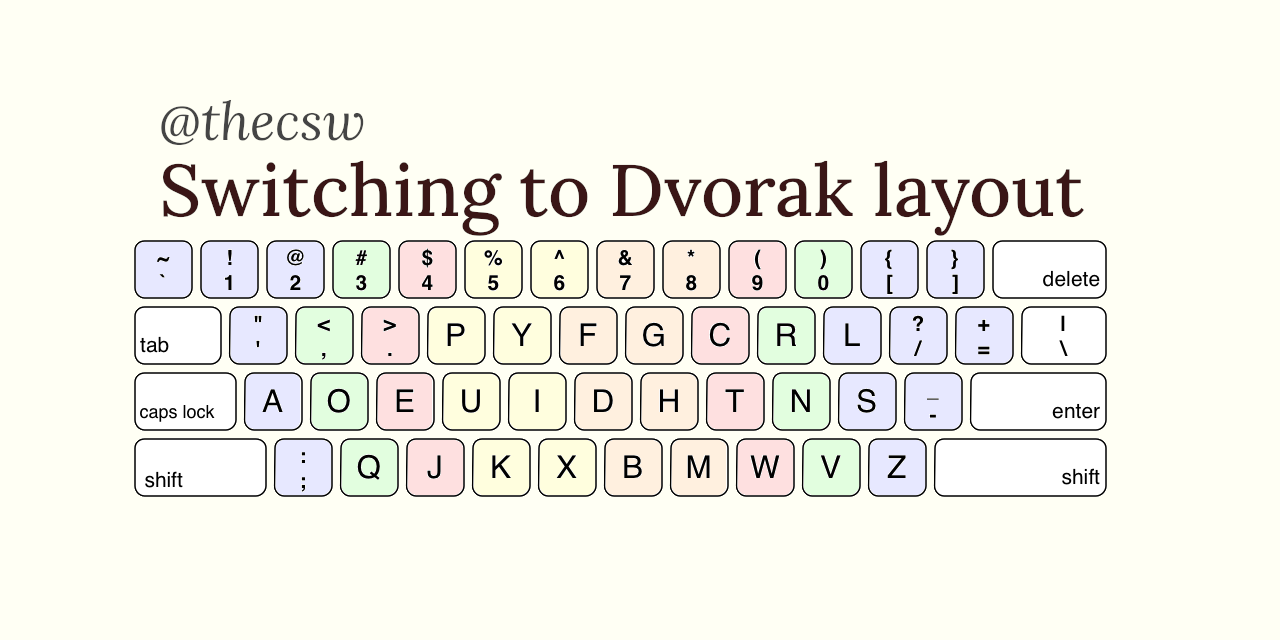 @thecsw
Switching to Dvorak layout
~ ! @ # $ % ^ & * ( ) { }
` 1 2 3 4 5 6 7 8 9 0 [ ] delete
" < > P Y F G C R L ? + |
tab ' , . / = \
caps lock A O E U I D H T N S _ - enter
: Q J K X B M W V Z
shift ; shift